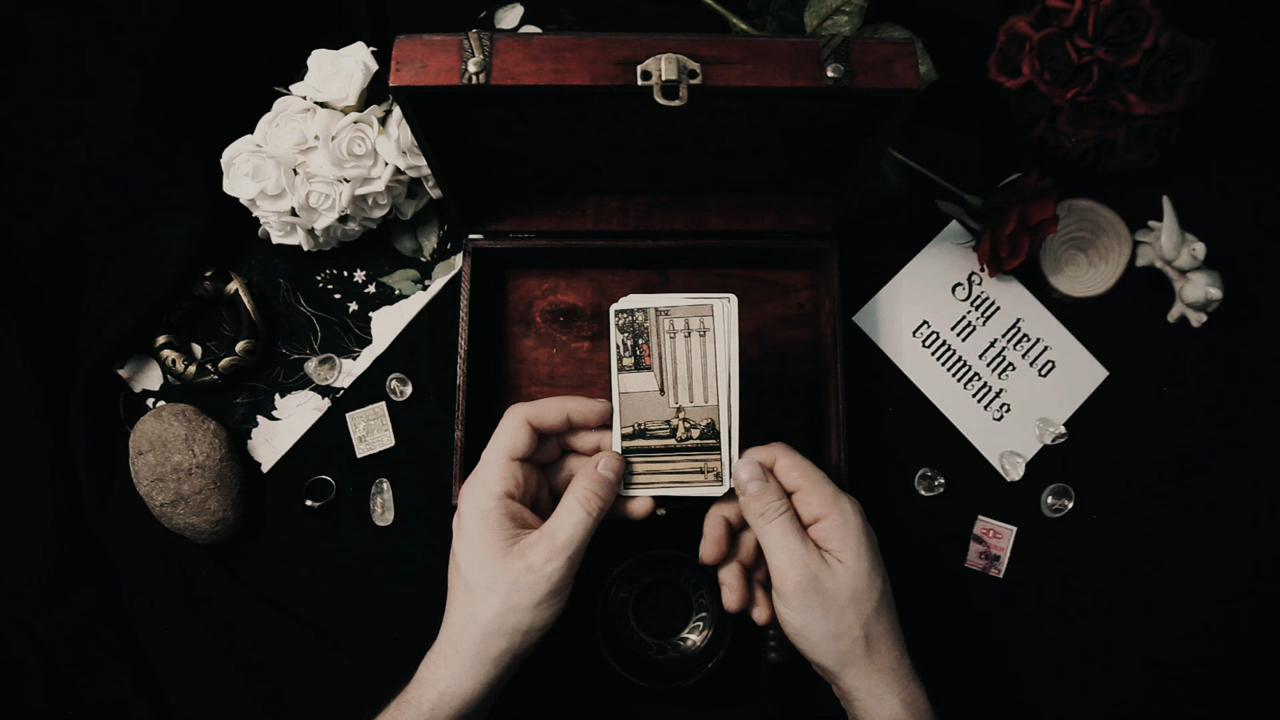 Say hello
in the
comments